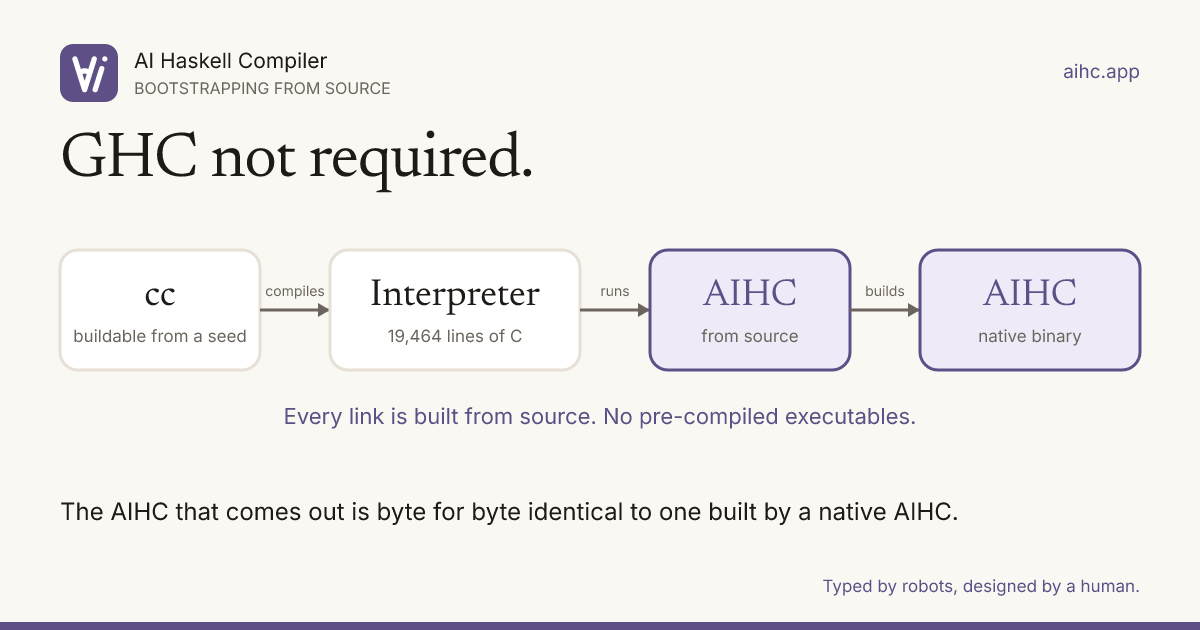 AI Haskell Compiler
BOOTSTRAPPING FROM SOURCE
aihc.app
GHC not required.
cc
buildable from a seed
compiles
Interpreter
19,464 lines of C
runs
AIHC
from source
builds
AIHC
native binary
Every link is built from source. No pre-compiled executables.
The AIHC that comes out is byte for byte identical to one built by a native AIHC.
Typed by robots, designed by a human.